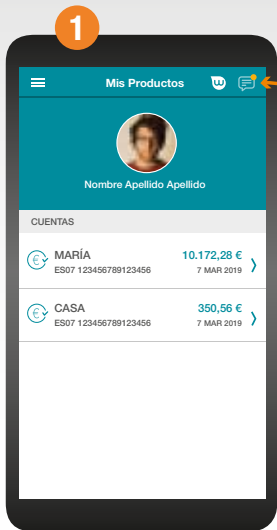 1
Mis Productos
Nombre Apellido Apellido
CUENTAS
MARÍA 10.172,28 €
ES07 123456789123456 7 MAR 2019
CASA 350,56 €
ES07 123456789123456 7 MAR 2019